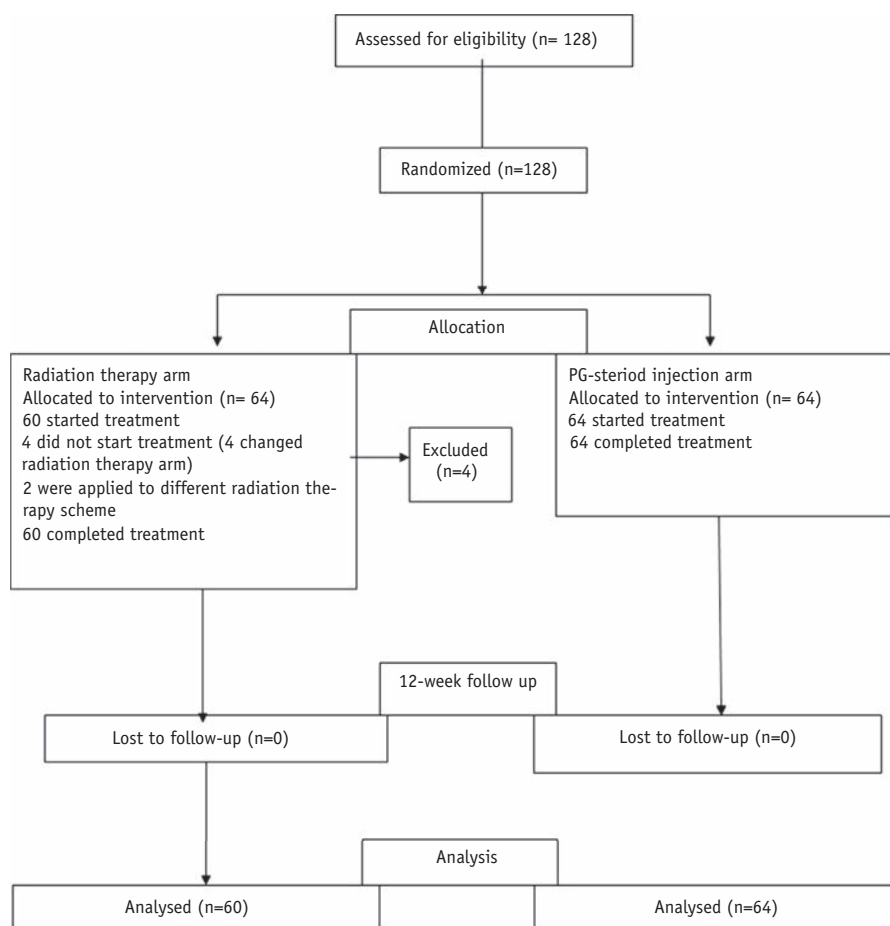 Assessed for eligibility (n= 128)
Randomized (n=128)
Allocation
Radiation therapy arm
Allocated to intervention (n= 64)
60 started treatment
4 did not start treatment (4 changed
radiation therapy arm)
2 were applied to different radiation the-
rapy scheme
60 completed treatment
Excluded
(n=4)
PG-steriod injection arm
Allocated to intervention (n= 64)
64 started treatment
64 completed treatment
12-week follow up
Lost to follow-up (n=0)
Lost to follow-up (n=0)
Analysis
Analysed (n=60)
Analysed (n=64)